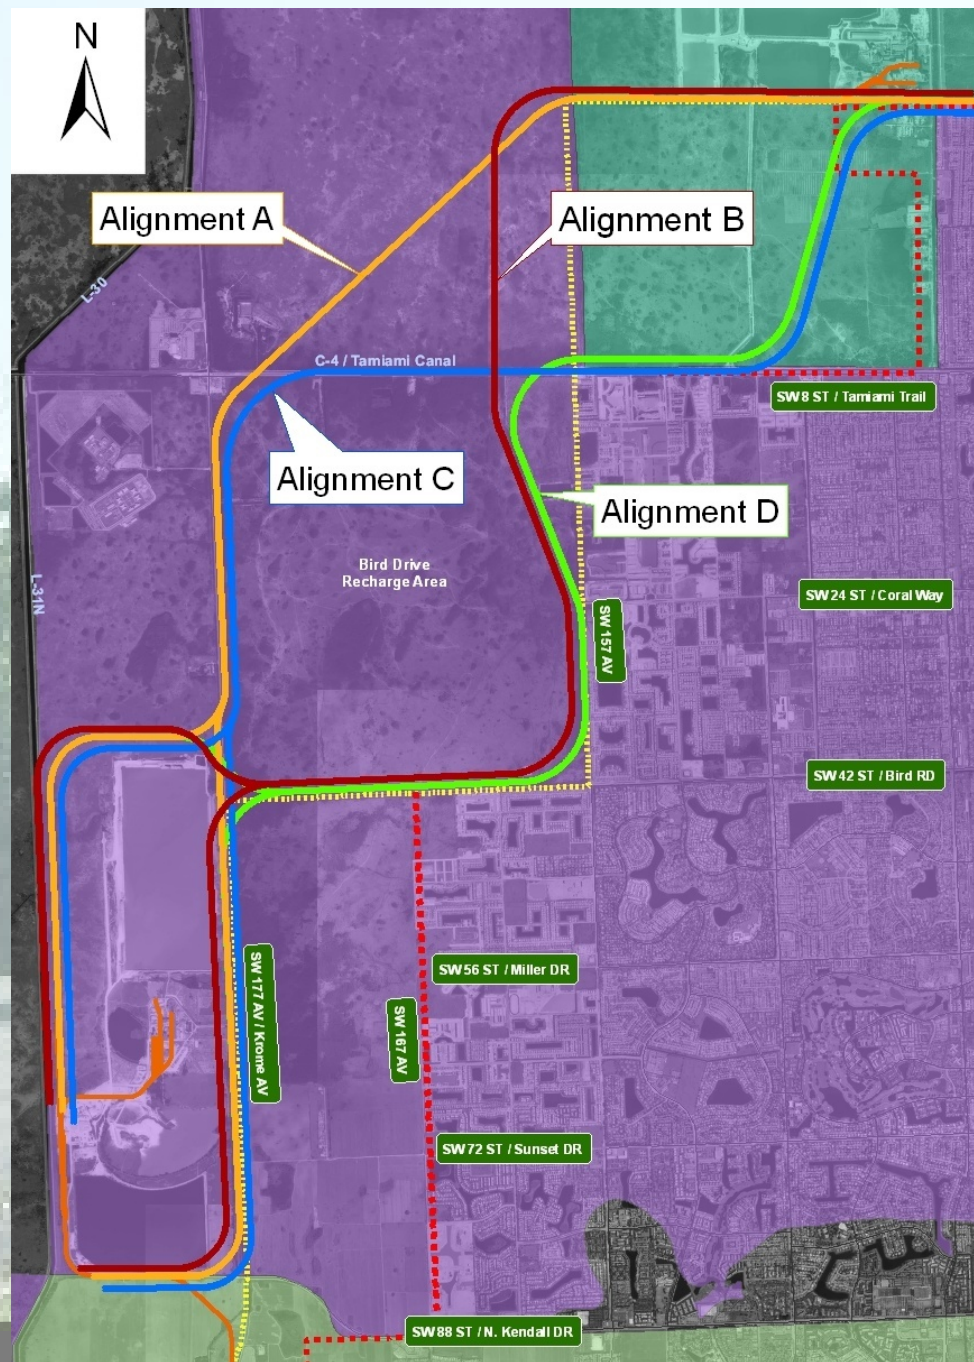 N
Alignment A
Alignment B
L-30
C-4 / Tamiami Canal
SW 8 ST / Tamiami Trail
Alignment C
Alignment D
Bird Drive
Recharge Area
L-31N
SW 24 ST / Coral Way
SW 157 AV
SW 42 ST / Bird RD
SW 177 AV / Krome AV
SW 56 ST / Miller DR
SW 167 AV
SW 72 ST / Sunset DR
SW 88 ST / N. Kendall DR